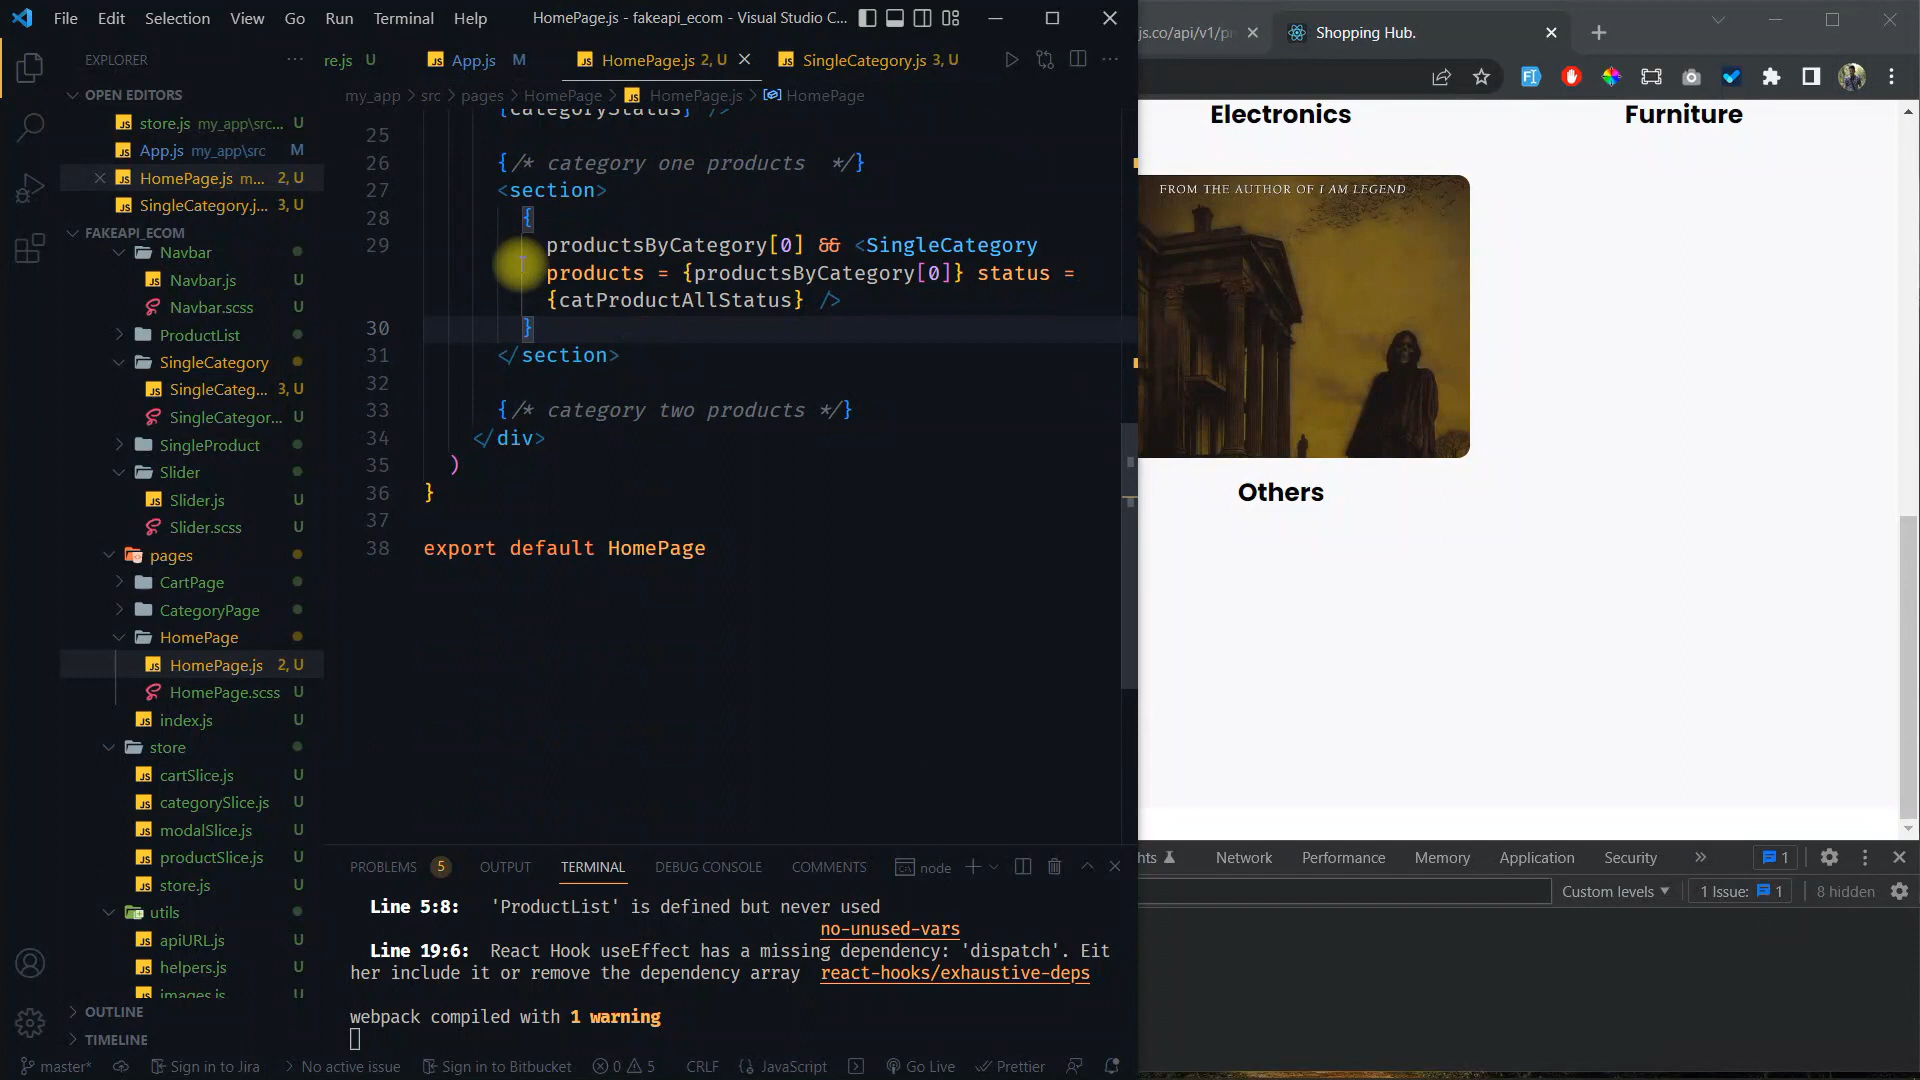 File Edit Selection View Go Run Terminal Help
HomePage.js - fakeapi_ecom - Visual Studio C...
EXPLORER
OPEN EDITORS
store.js my_app\src... U
App.js my_app\src M
HomePage.js m... 2, U
SingleCategory.j... 3, U
FAKEAPI_ECOM
Navbar
Navbar.js U
Navbar.scss U
ProductList
SingleCategory
SingleCateg... 3, U
SingleCategor... U
SingleProduct
Slider
Slider.js U
Slider.scss U
pages
CartPage
CategoryPage
HomePage
HomePage.js 2, U
HomePage.scss U
index.js U
store
cartSlice.js U
categorySlice.js U
modalSlice.js U
productSlice.js U
store.js U
utils
apiURL.js U
helpers.js U
images.js U
OUTLINE
TIMELINE
re.js U
App.js M
HomePage.js 2, U
SingleCategory.js 3, U
my_app > src > pages > HomePage > HomePage.js > HomePage
{categoryStatus} />
25
26 {/* category one products  */}
27 <section>
28 {
29 productsByCategory[0] && <SingleCategory
products = {productsByCategory[0]} status =
{catProductAllStatus} />
30 }
31 </section>
32
33 {/* category two products */}
34 </div>
35 )
36 }
37
38 export default HomePage
PROBLEMS 5 OUTPUT TERMINAL DEBUG CONSOLE COMMENTS node
Line 5:8: 'ProductList' is defined but never used
no-unused-vars
Line 19:6: React Hook useEffect has a missing dependency: 'dispatch'. Eit
her include it or remove the dependency array react-hooks/exhaustive-deps
webpack compiled with 1 warning
master* Sign in to Jira No active issue Sign in to Bitbucket 0 5 CRLF JavaScript Go Live Prettier
js.co/api/v1/pr
Shopping Hub.
Electronics
Furniture
FROM THE AUTHOR OF I AM LEGEND
Others
hts Network Performance Memory Application Security 1
Custom levels 1 Issue: 1 8 hidden